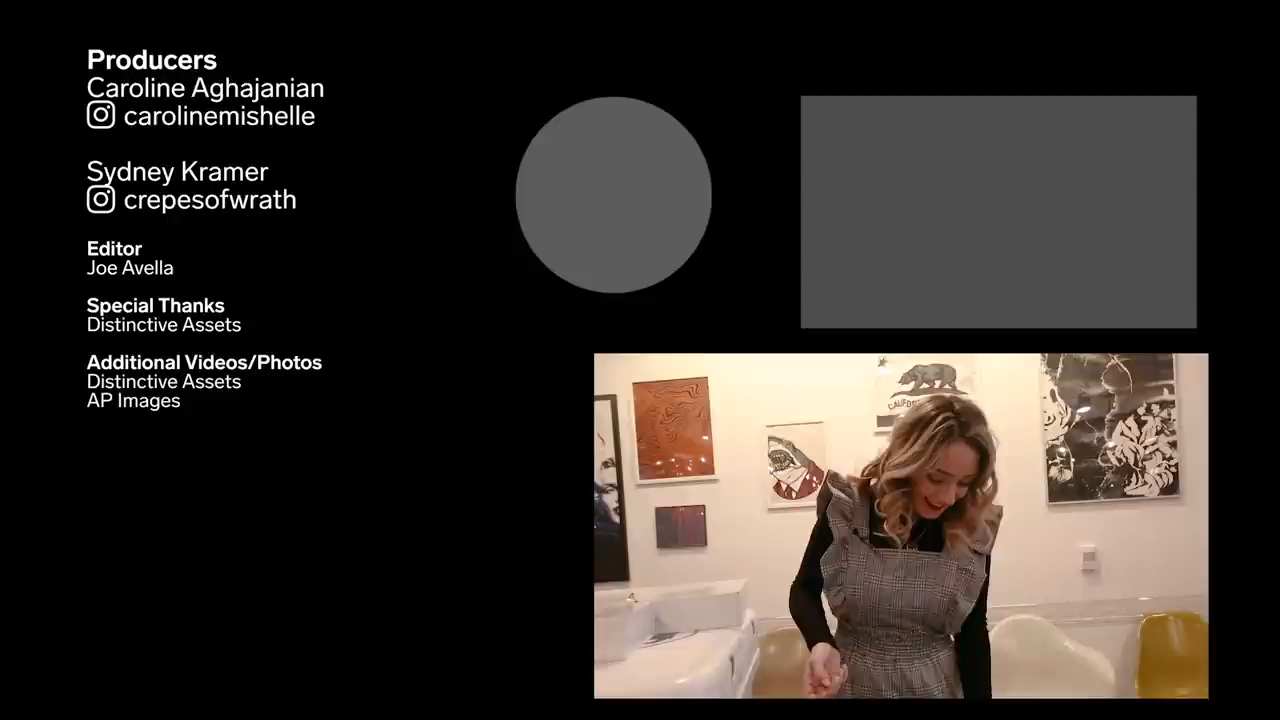 Producers
Caroline Aghajanian
carolinemishelle
Sydney Kramer
crepesofwrath
Editor
Joe Avella
Special Thanks
Distinctive Assets
Additional Videos/Photos
Distinctive Assets
AP Images